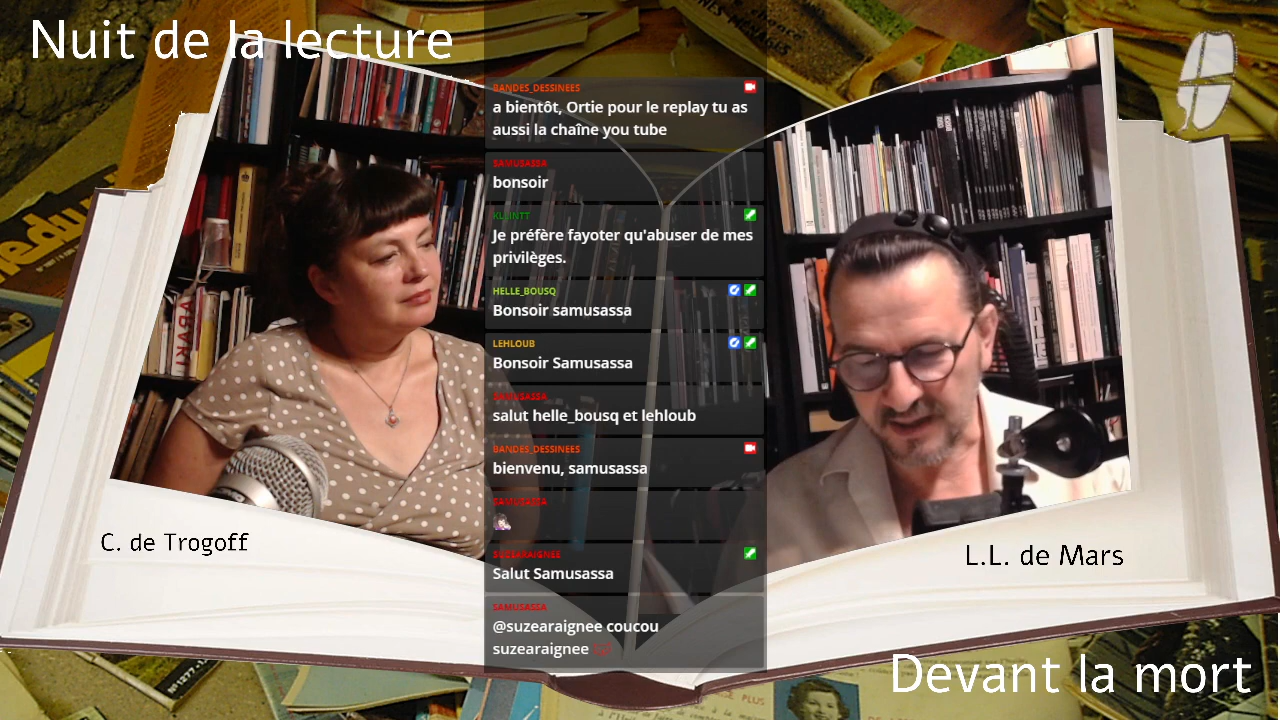 Nuit de la lecture
BANDES_DESSINEES
a bientôt, Ortie pour le replay tu as
aussi la chaîne you tube
SAMUSASSA
bonsoir
Je préfère fayoter qu'abuser de mes
privilèges.
HELLE_BOUSQ
Bonsoir samusassa
LEHLOUB
Bonsoir Samusassa
SAMUSASSA
salut helle_bousq et lehloub
BANDES_DESSINEES
bienvenu, samusassa
SAMUSASSA
SUZEARAIGNEE
Salut Samusassa
SAMUSASSA
@suzearaignee coucou
suzearaignee
C. de Trogoff
L.L. de Mars
Devant la mort